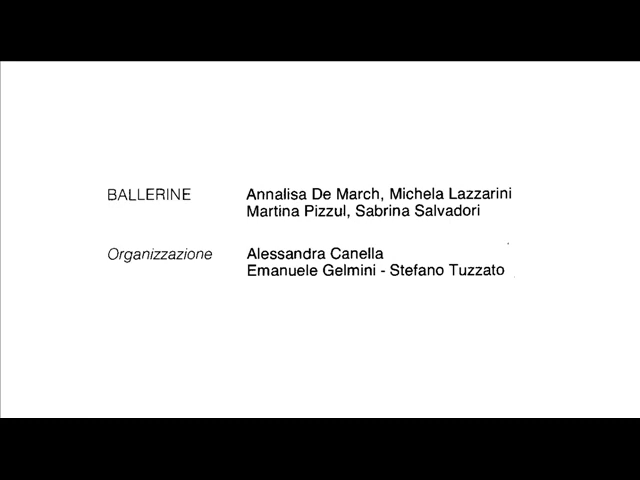 BALLERINE Annalisa De March, Michela Lazzarini
Martina Pizzul, Sabrina Salvadori
Organizzazione Alessandra Canella
Emanuele Gelmini - Stefano Tuzzato